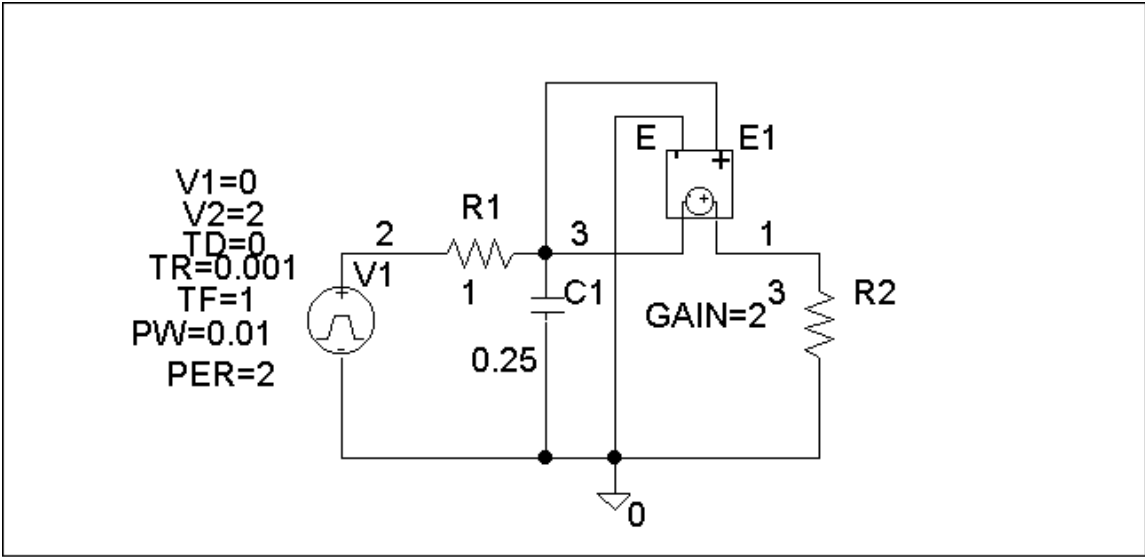 E E1
V1=0
V2=2
TD=0
TR=0.001
TF=1
PW=0.01
PER=2
V1
2
R1
1
3
C1
0.25
1
GAIN=2
3
R2
0